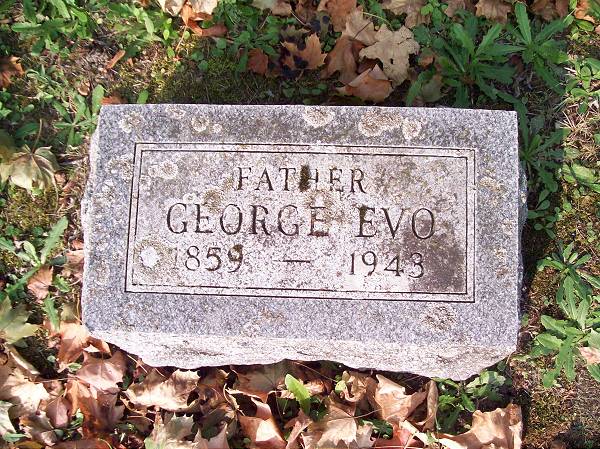 FATHER
GEORGE EVO
1859 — 1943